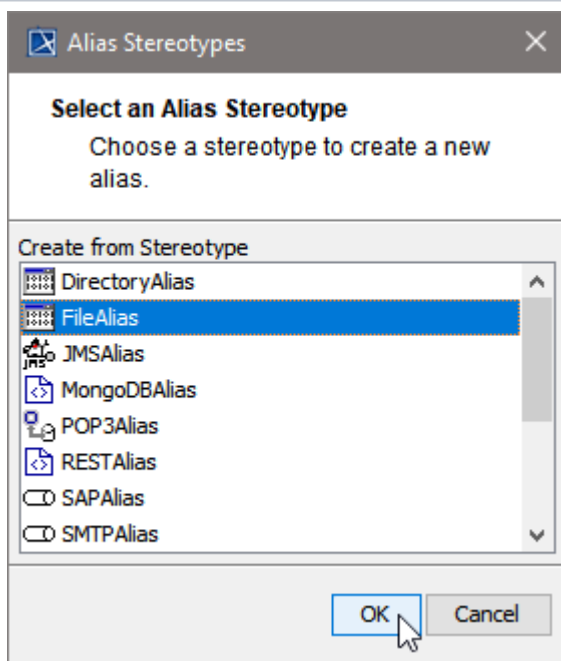 Alias Stereotypes
Select an Alias Stereotype
Choose a stereotype to create a new
alias.
Create from Stereotype
DirectoryAlias
FileAlias
JMS
JMSAlias
MongoDBAlias
POP3Alias
RESTAlias
SAPAlias
SMTPAlias
OK Cancel